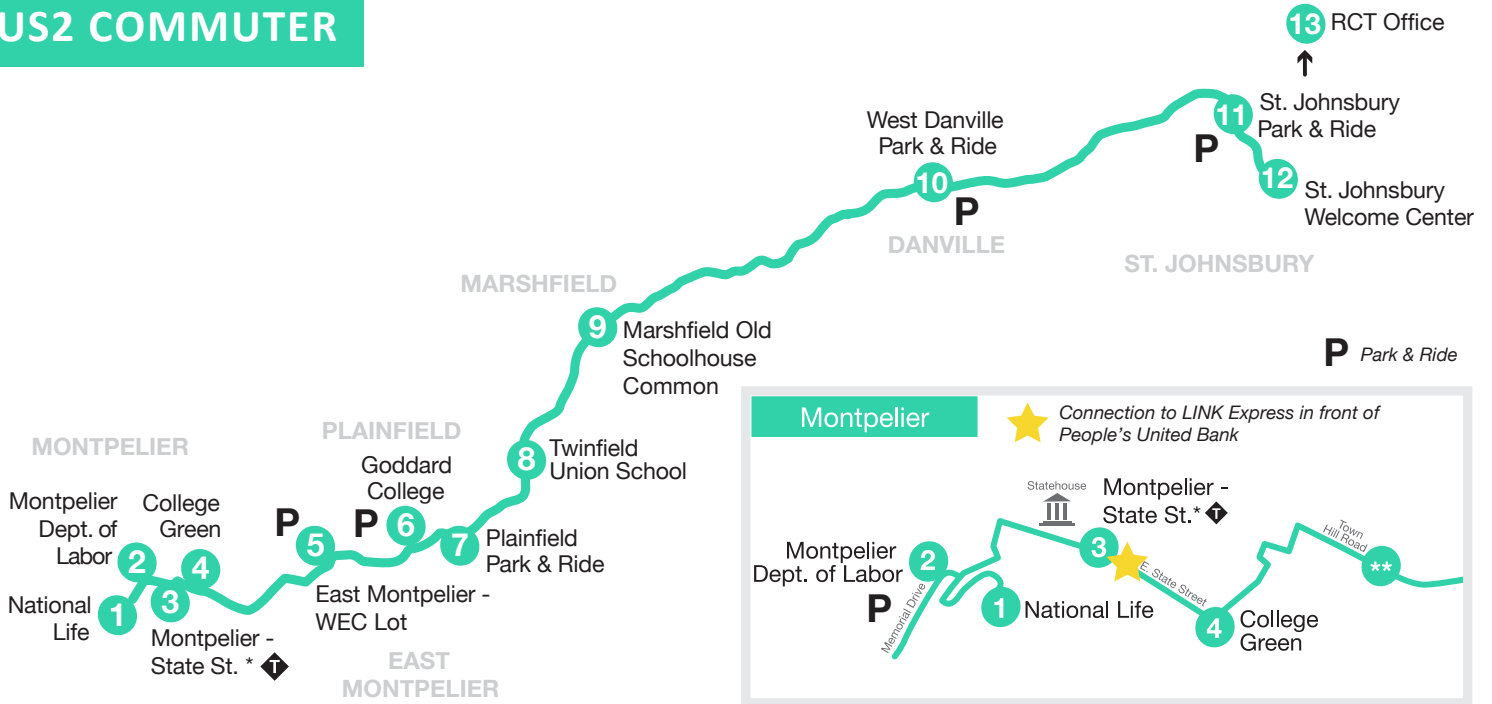 US2 COMMUTER
13 RCT Office
11 St. Johnsbury
Park & Ride
P
12 St. Johnsbury
Welcome Center
West Danville
Park & Ride
10
P
DANVILLE
ST. JOHNSBURY
MARSHFIELD
9 Marshfield Old
Schoolhouse
Common
P Park & Ride
PLAINFIELD
8 Twinfield
Union School
Goddard
College
P 6
7 Plainfield
Park & Ride
MONTPELIER
Montpelier
Dept. of
Labor
2
College
Green
4
P 5
East Montpelier -
WEC Lot
National
Life
1
3
Montpelier -
State St. * T
EAST
MONTPELIER
Montpelier
Connection to LINK Express in front of
People's United Bank
Statehouse
Montpelier -
State St.* T
3
Montpelier
Dept. of Labor
2
P
Memorial Drive
1 National Life
E. State Street
4 College
Green
Town
Hill Road
**